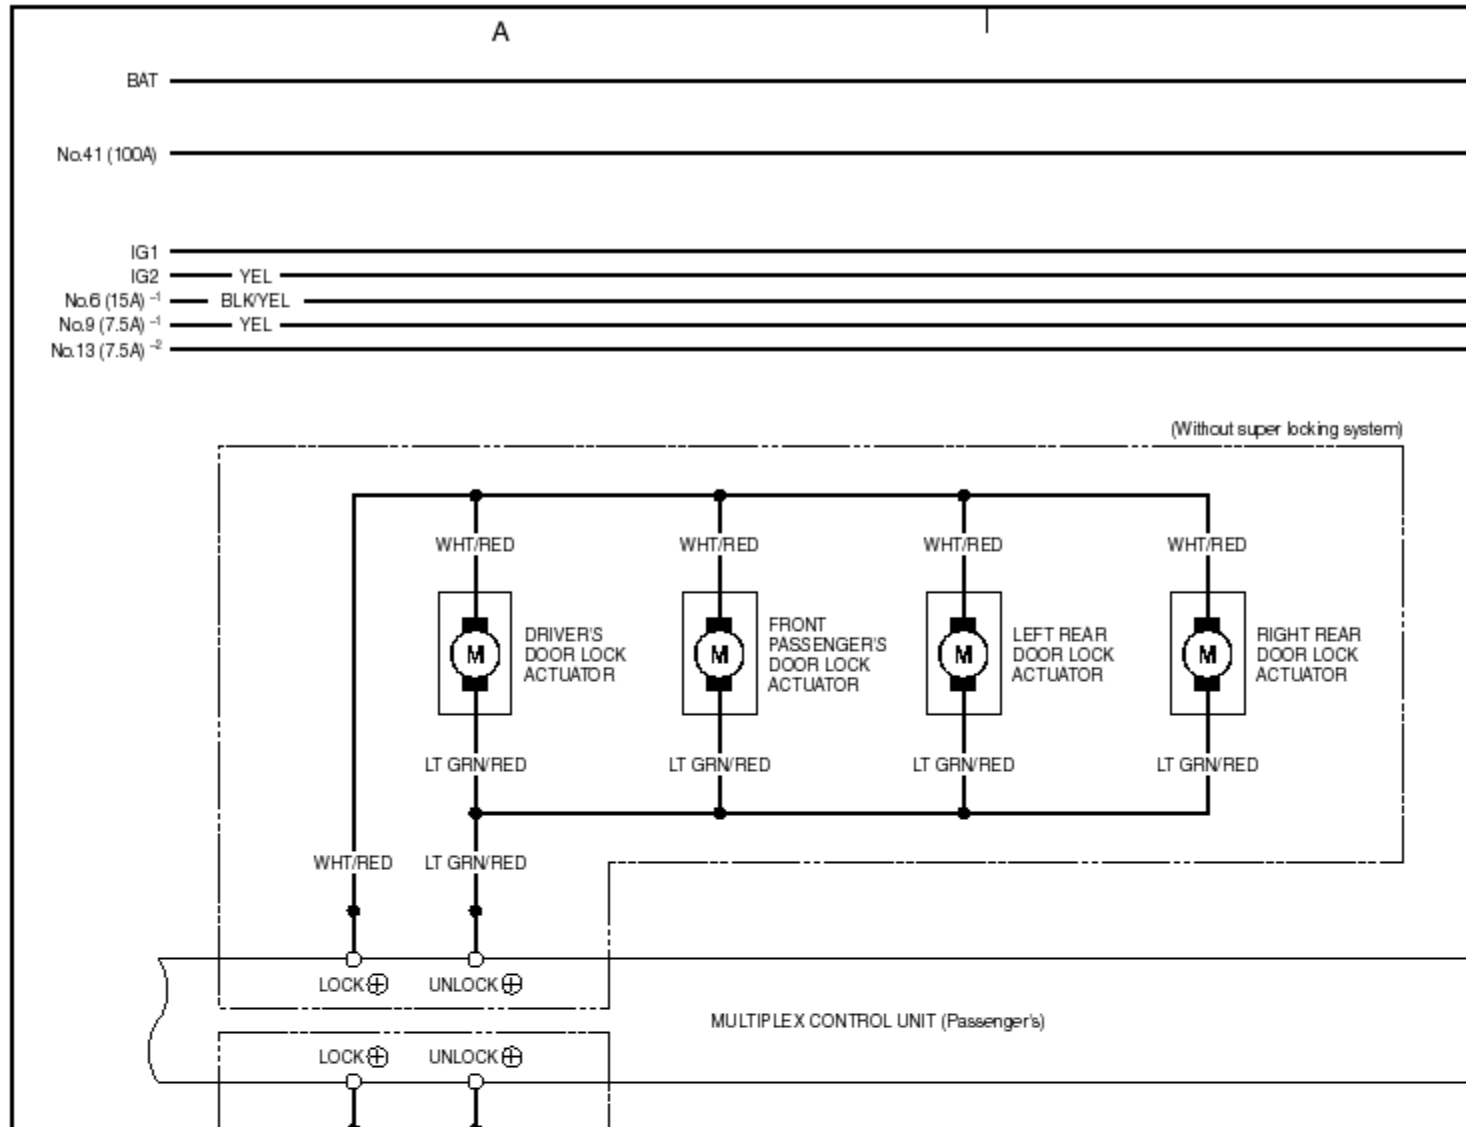 A
BAT
No.41 (100A)
IG1
IG2 YEL
No.6 (15A) –1 BLK/YEL
No.9 (7.5A) –1 YEL
No.13 (7.5A) –2
(Without super locking system)
WHT/RED WHT/RED WHT/RED WHT/RED
M
DRIVER'S
DOOR LOCK
ACTUATOR
M
FRONT
PASSENGER'S
DOOR LOCK
ACTUATOR
M
LEFT REAR
DOOR LOCK
ACTUATOR
M
RIGHT REAR
DOOR LOCK
ACTUATOR
LT GRN/RED LT GRN/RED LT GRN/RED LT GRN/RED
WHT/RED LT GRN/RED
LOCK⊕ UNLOCK⊕
MULTIPLEX CONTROL UNIT (Passenger's)
LOCK⊕ UNLOCK⊕